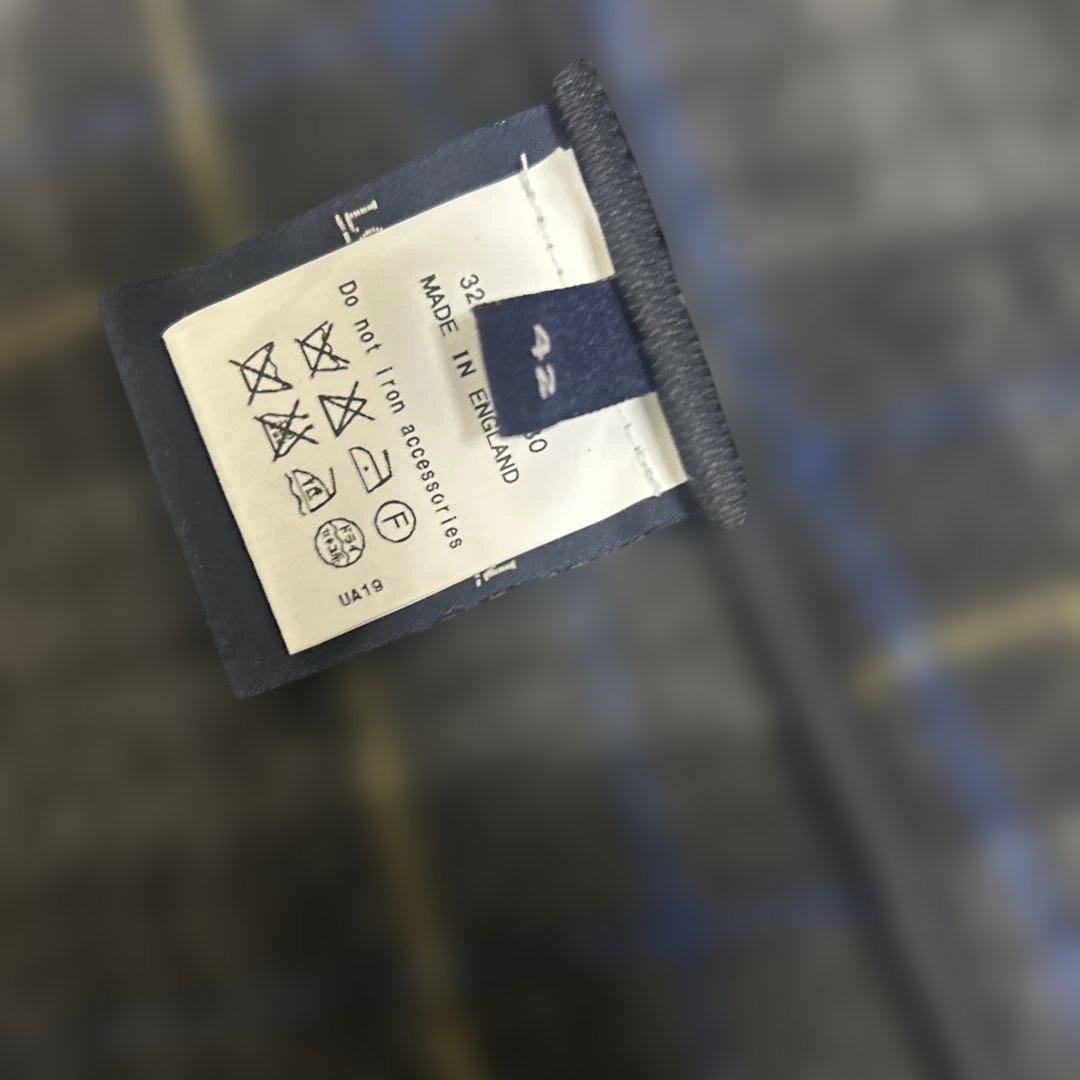 42
MADE IN ENGLAND
Do not iron accessories
F
UA19